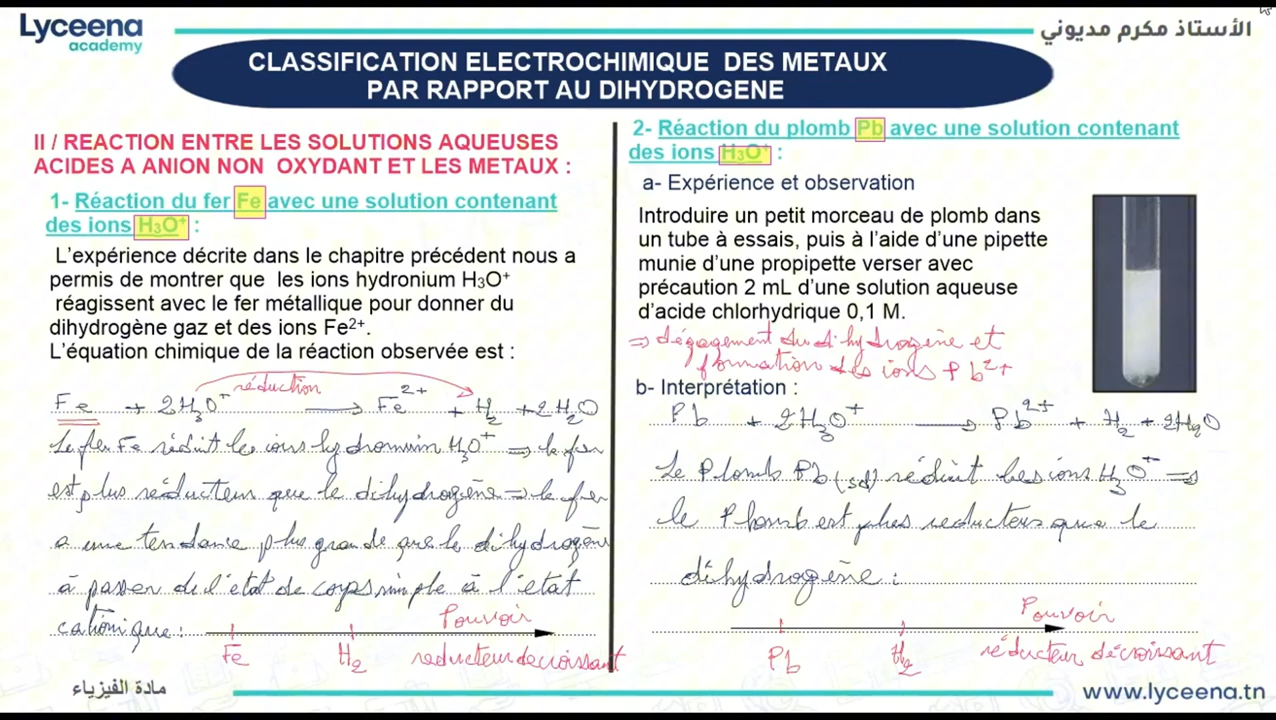 Lyceena
academy
الأستاذ مكرم مديوني
CLASSIFICATION ELECTROCHIMIQUE DES METAUX
PAR RAPPORT AU DIHYDROGENE
II / REACTION ENTRE LES SOLUTIONS AQUEUSES
ACIDES A ANION NON OXYDANT ET LES METAUX :
1- Réaction du fer Fe avec une solution contenant
des ions H₃O⁺ :
L'expérience décrite dans le chapitre précédent nous a
permis de montrer que les ions hydronium H₃O⁺
réagissent avec le fer métallique pour donner du
dihydrogène gaz et des ions Fe²⁺.
L'équation chimique de la réaction observée est :
réduction
Fe + 2H₃O⁺ → Fe²⁺ + H₂ + 2H₂O
Le fer Fe réduit les ions hydronium H₃O⁺ ⇒ le fer
est plus réducteur que le dihydrogène ⇒ le fer
a une tendance plus grande que le dihydrogène
à passer de l'état de corps simple à l'état
cationique :
Pouvoir
Fe H₂ reducteur decroissant
2- Réaction du plomb Pb avec une solution contenant
des ions H₃O⁺ :
a- Expérience et observation
Introduire un petit morceau de plomb dans
un tube à essais, puis à l'aide d'une pipette
munie d'une propipette verser avec
précaution 2 mL d'une solution aqueuse
d'acide chlorhydrique 0,1 M.
⇒ dégagement du dihydrogène et
formation des ions Pb²⁺
b- Interprétation :
Pb + 2H₃O⁺ → Pb²⁺ + H₂ + 2H₂O
Le Plomb Pb (sd) réduit les ions H₃O⁺ ⇒
le Plomb est plus reducteur que le
dihydrogène :
Pouvoir
Pb H₂ réducteur décroissant
مادة الفيزياء
www.lyceena.tn